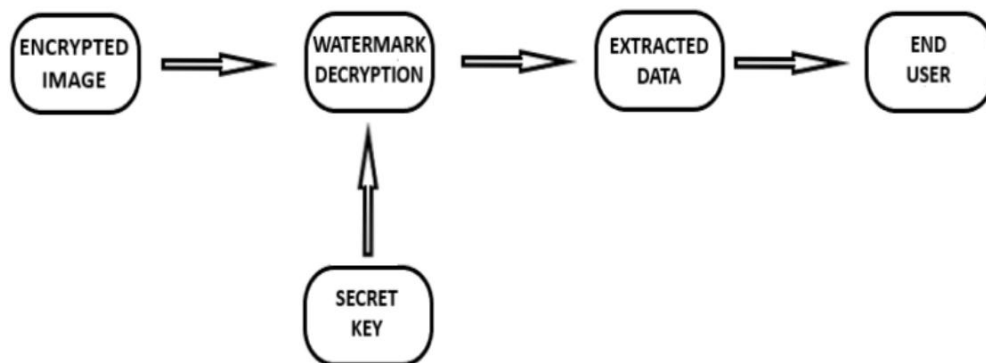 ENCRYPTED
IMAGE
WATERMARK
DECRYPTION
EXTRACTED
DATA
END
USER
SECRET
KEY